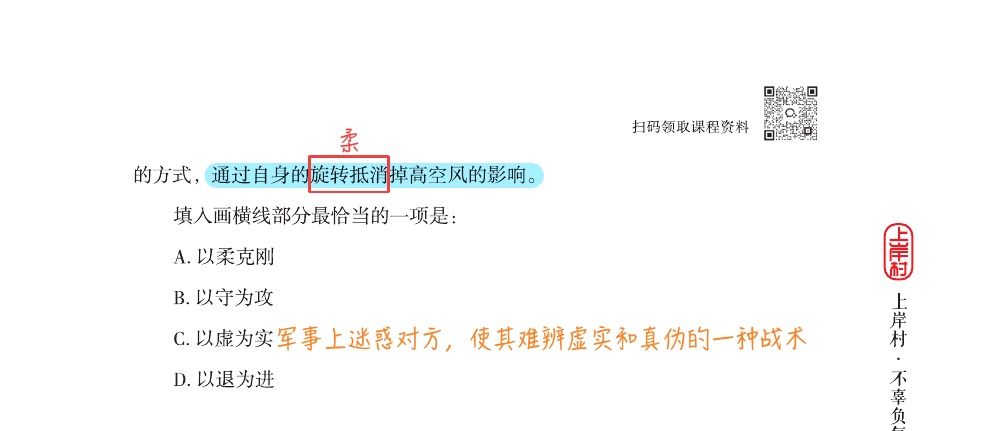 扫码领取课程资料
柔
的方式，通过自身的旋转抵消掉高空风的影响。
填入画横线部分最恰当的一项是：
A. 以柔克刚
B. 以守为攻
C. 以虚为实军事上迷惑对方，使其难辨虚实和真伪的一种战术
D. 以退为进
上岸村
上岸村·不辜负